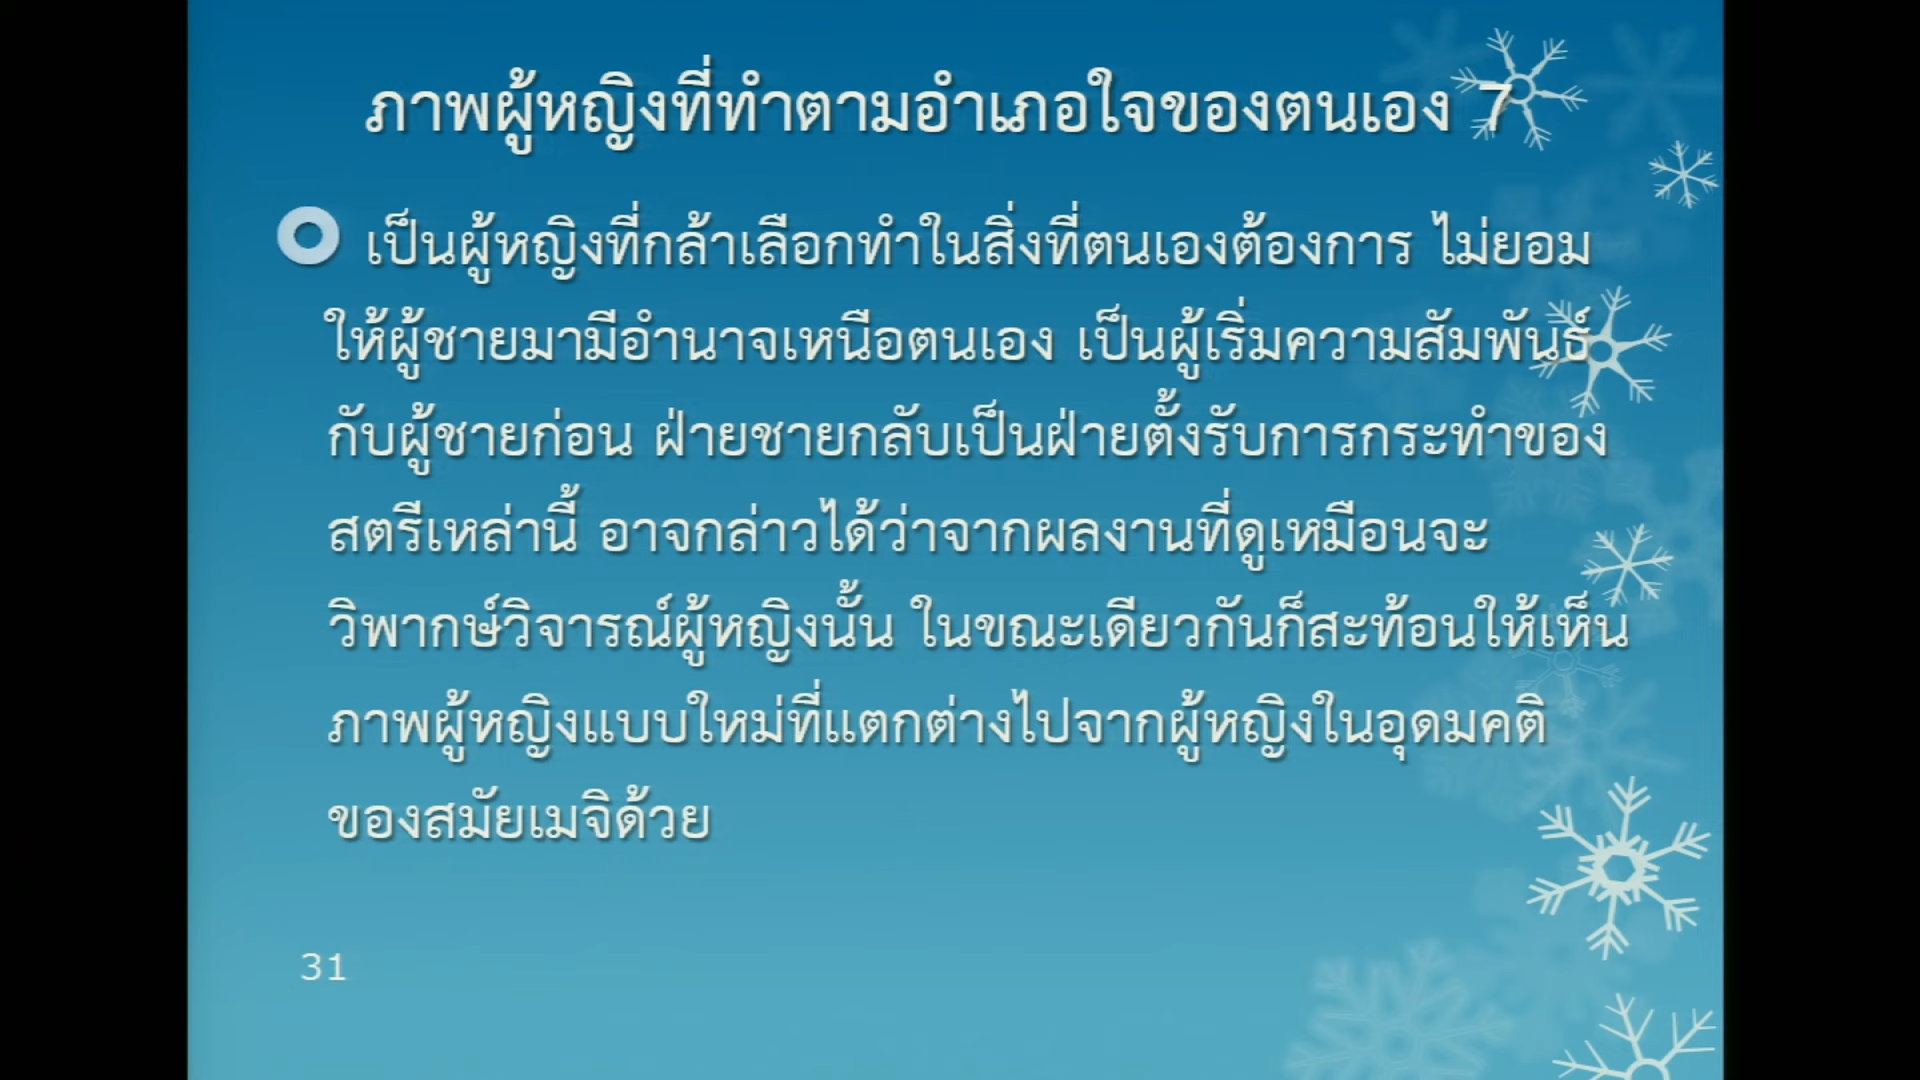 ภาพผู้หญิงที่ทำตามอำเภอใจของตนเอง 7
เป็นผู้หญิงที่กล้าเลือกทำในสิ่งที่ตนเองต้องการ ไม่ยอม
ให้ผู้ชายมามีอำนาจเหนือตนเอง เป็นผู้เริ่มความสัมพันธ์
กับผู้ชายก่อน ฝ่ายชายกลับเป็นฝ่ายตั้งรับการกระทำของ
สตรีเหล่านี้ อาจกล่าวได้ว่าจากผลงานที่ดูเหมือนจะ
วิพากษ์วิจารณ์ผู้หญิงนั้น ในขณะเดียวกันก็สะท้อนให้เห็น
ภาพผู้หญิงแบบใหม่ที่แตกต่างไปจากผู้หญิงในอุดมคติ
ของสมัยเมจิด้วย
31